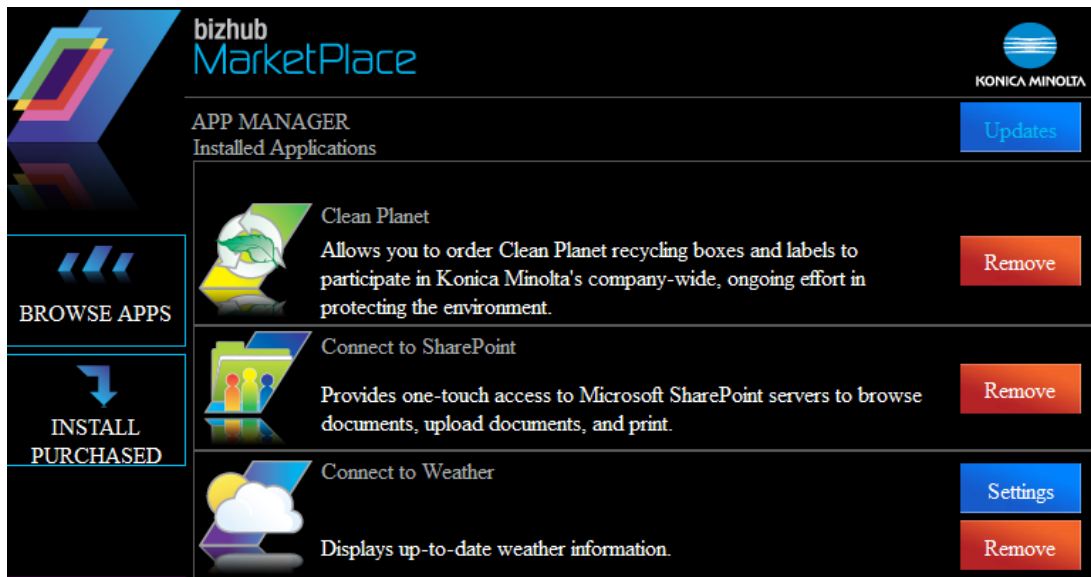 bizhub
MarketPlace
KONICA MINOLTA
APP MANAGER
Installed Applications
Updates
Clean Planet
Allows you to order Clean Planet recycling boxes and labels to
participate in Konica Minolta's company-wide, ongoing effort in
protecting the environment.
Remove
BROWSE APPS
Connect to SharePoint
Provides one-touch access to Microsoft SharePoint servers to browse
documents, upload documents, and print.
Remove
INSTALL
PURCHASED
Connect to Weather
Settings
Displays up-to-date weather information.
Remove